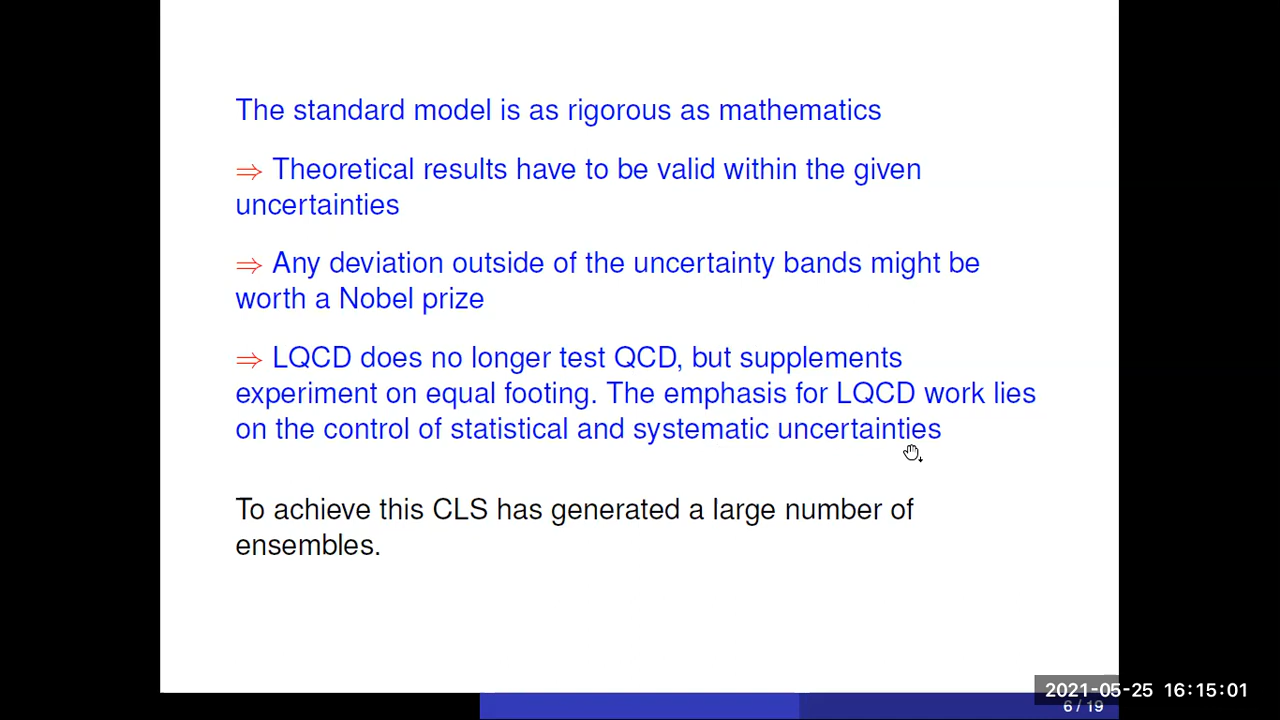 The standard model is as rigorous as mathematics
⇒ Theoretical results have to be valid within the given
uncertainties
⇒ Any deviation outside of the uncertainty bands might be
worth a Nobel prize
⇒ LQCD does no longer test QCD, but supplements
experiment on equal footing. The emphasis for LQCD work lies
on the control of statistical and systematic uncertainties
To achieve this CLS has generated a large number of
ensembles.
2021-05-25 16:15:01
6 / 19